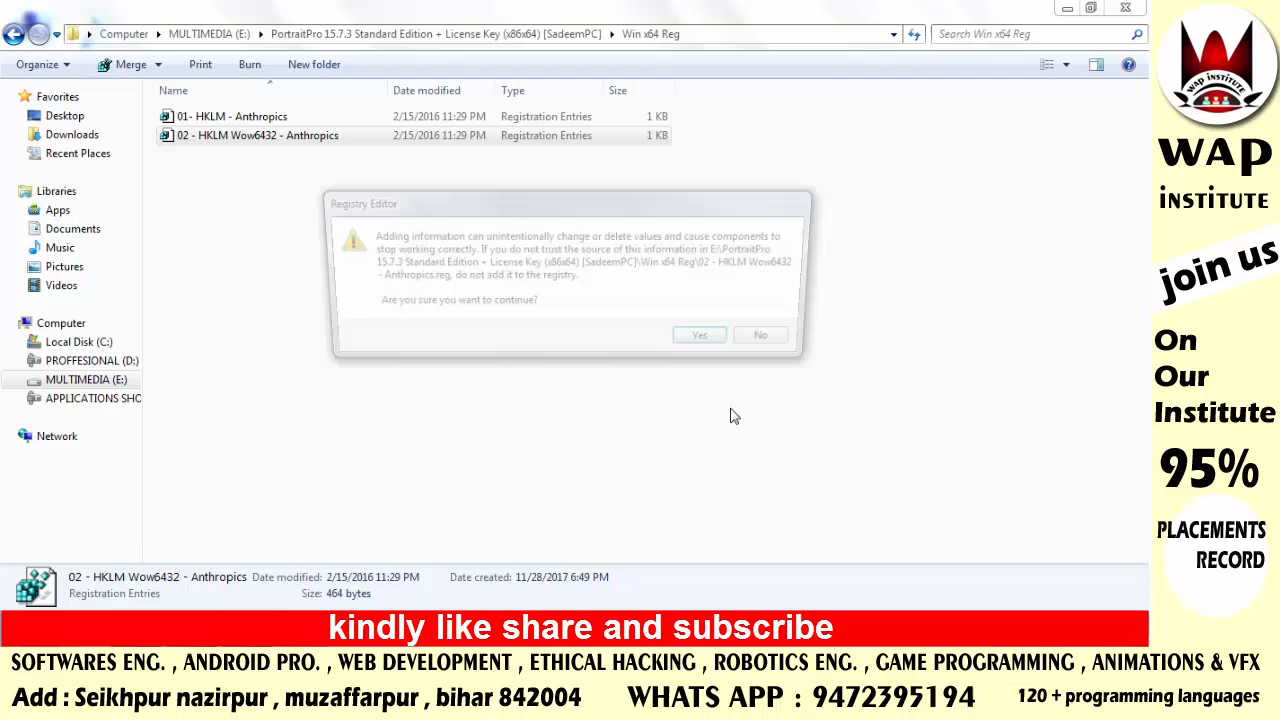 Computer MULTIMEDIA (E:) PortraitPro 15.7.3 Standard Edition + License Key (x86x64) [SadeemPC] Win x64 Reg
Search Win x64 Reg
Organize Merge Print Burn New folder
Favorites
Desktop
Downloads
Recent Places
Libraries
Apps
Documents
Music
Pictures
Videos
Computer
Local Disk (C:)
PROFFESIONAL (D:)
MULTIMEDIA (E:)
APPLICATIONS SHO
Network
Name Date modified Type Size
01- HKLM - Anthropics 2/15/2016 11:29 PM Registration Entries 1 KB
02 - HKLM Wow6432 - Anthropics 2/15/2016 11:29 PM Registration Entries 1 KB
Registry Editor
Adding information can unintentionally change or delete values and cause components to
stop working correctly. If you do not trust the source of this information in E:\PortraitPro
15.7.3 Standard Edition + License Key (x86x64) [SadeemPC]\Win x64 Reg\02 - HKLM Wow6432
- Anthropics.reg, do not add it to the registry.
Are you sure you want to continue?
Yes No
02 - HKLM Wow6432 - Anthropics Date modified: 2/15/2016 11:29 PM Date created: 11/28/2017 6:49 PM
Registration Entries Size: 464 bytes
wap institute
WAP
INSTITUTE
join us
On
Our
Institute
95%
PLACEMENTS
RECORD
kindly like share and subscribe
SOFTWARES ENG. , ANDROID PRO. , WEB DEVELOPMENT , ETHICAL HACKING , ROBOTICS ENG. , GAME PROGRAMMING , ANIMATIONS & VFX
Add : Seikhpur nazirpur , muzaffarpur , bihar 842004 WHATS APP : 9472395194 120 + programming languages